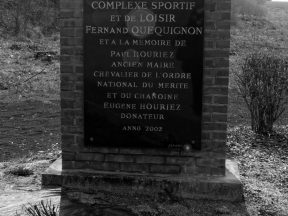 COMPLEXE SPORTIF
ET DE LOISIR
FERNAND QUEQUIGNON
ET A LA MEMOIRE DE
PAUL HOURIEZ
ANCIEN MAIRE
CHEVALIER DE L'ORDRE
NATIONAL DU MERITE
ET DU CHANOINE
EUGENE HOURIEZ
DONATEUR
ANNO 2002